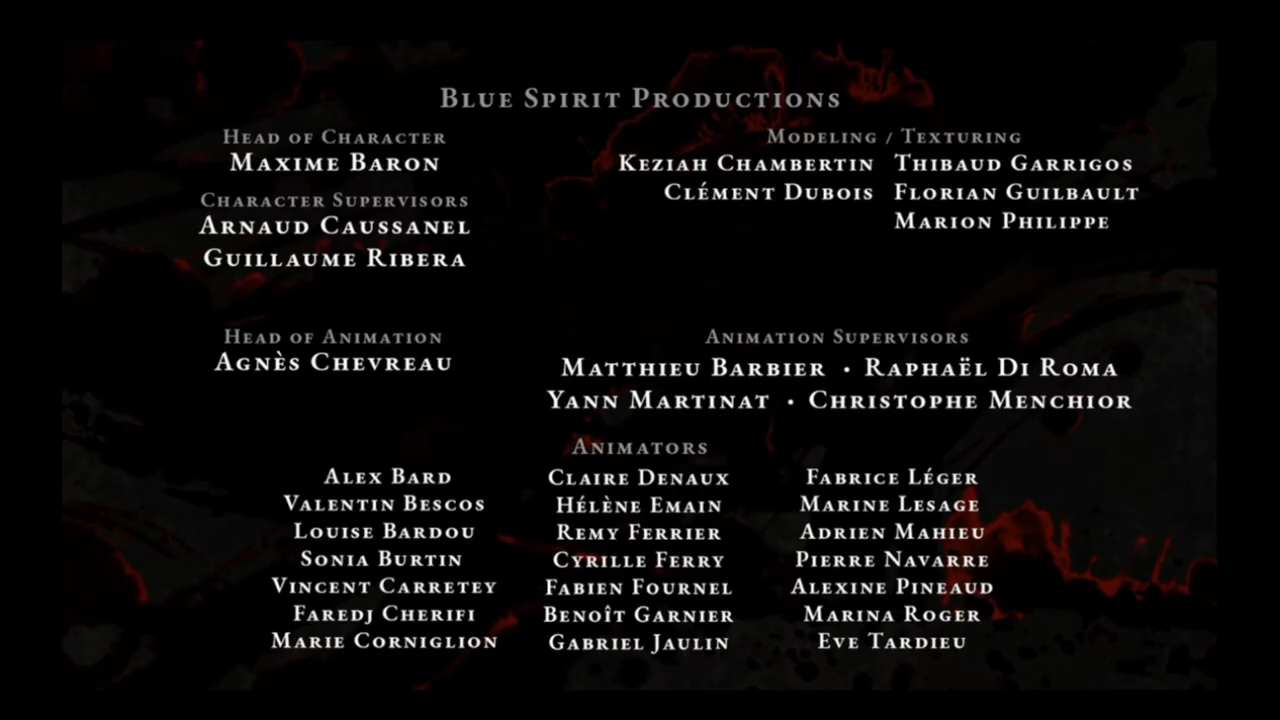 Blue Spirit Productions
Head of Character
Maxime Baron
Character Supervisors
Arnaud Caussanel
Guillaume Ribera
Modeling / Texturing
Keziah Chambertin Thibaud Garrigos
Clément Dubois Florian Guilbault
Marion Philippe
Head of Animation
Agnès Chevreau
Animation Supervisors
Matthieu Barbier • Raphaël Di Roma
Yann Martinat • Christophe Menchior
Animators
Alex Bard
Valentin Bescos
Louise Bardou
Sonia Burtin
Vincent Carretey
Faredj Cherifi
Marie Corniglion
Claire Denaux
Hélène Emain
Remy Ferrier
Cyrille Ferry
Fabien Fournel
Benoît Garnier
Gabriel Jaulin
Fabrice Léger
Marine Lesage
Adrien Mahieu
Pierre Navarre
Alexine Pineaud
Marina Roger
Eve Tardieu